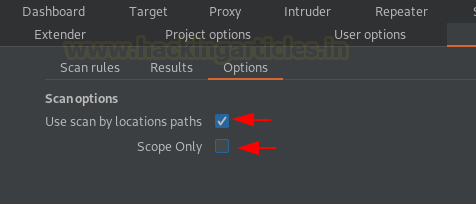 Dashboard Target Proxy Intruder Repeater S
Extender Project options User options
www.hackingarticles.in
Scan rules Results Options
Scan options
Use scan by locations paths
Scope Only